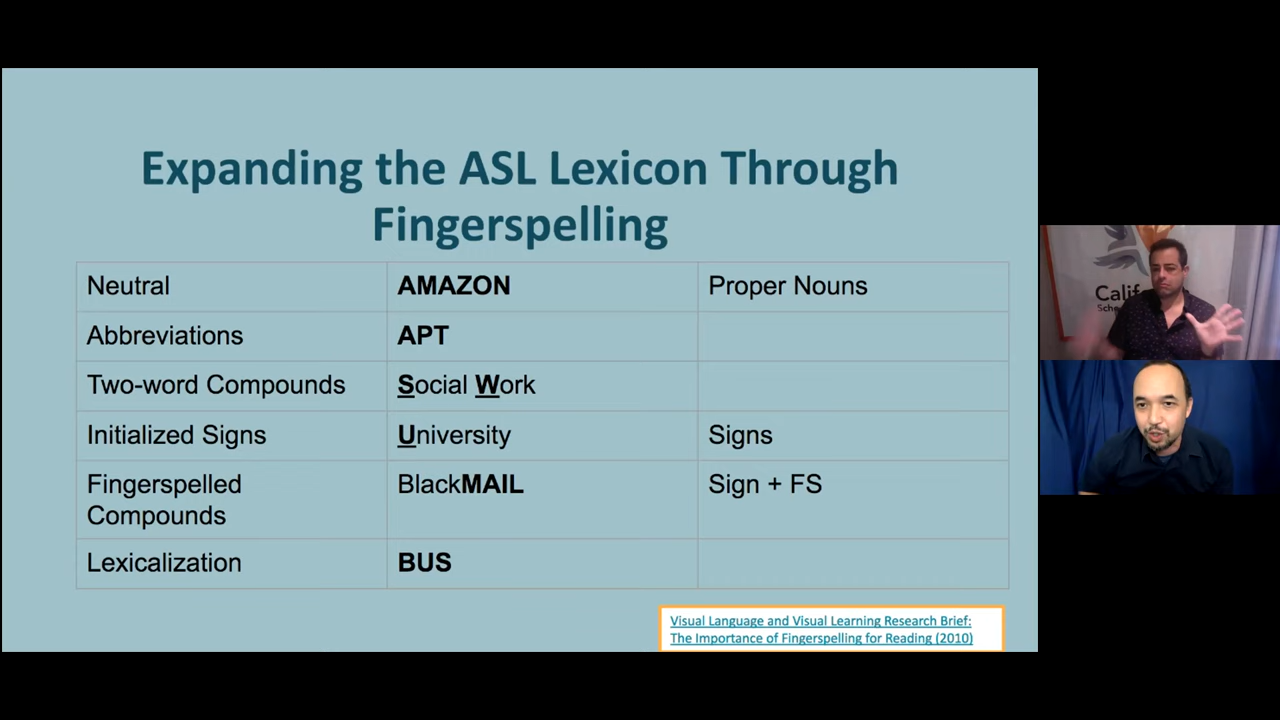 Expanding the ASL Lexicon Through
Fingerspelling
Neutral AMAZON Proper Nouns
Abbreviations APT
Two-word Compounds Social Work
Initialized Signs University Signs
Fingerspelled
Compounds BlackMAIL Sign + FS
Lexicalization BUS
Visual Language and Visual Learning Research Brief:
The Importance of Fingerspelling for Reading (2010)